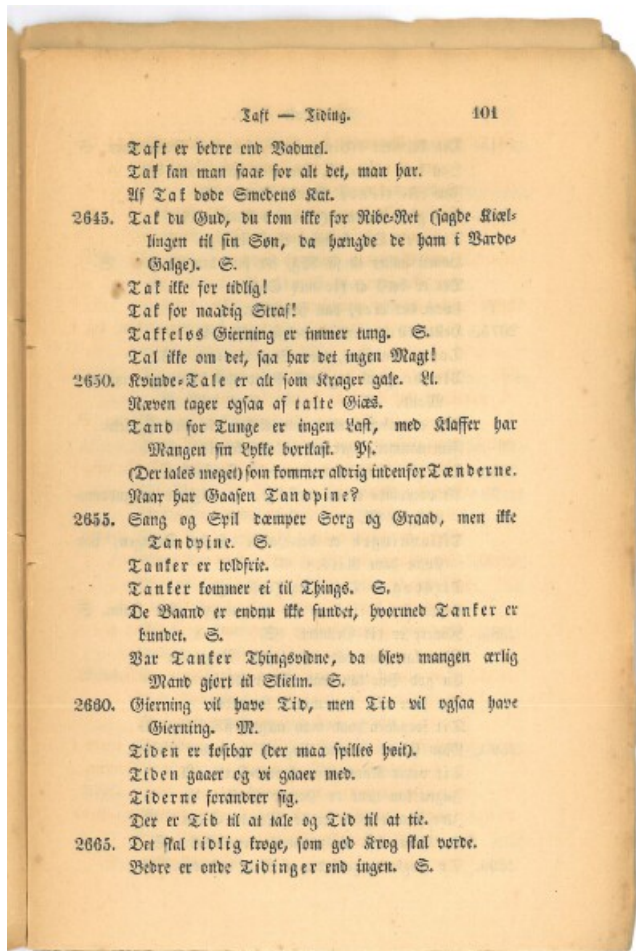 Taft — Tiding. 101
Taft er bedre end Vadmel.
Tak kan man faae for alt det, man har.
Af Tak døde Smedens Kat.
2645. Tak du Gud, du kom ikke for Ribe-Ret (sagde Kiæl-
lingen til sin Søn, da hængde de ham i Varde-
Galge). S.
Tak ikke for tidlig!
Tak for naadig Straf!
Takkeløs Gierning er immer tung. S.
Tal ikke om det, saa har det ingen Magt!
2650. Kvinde-Tale er alt som Krager gale. Ll.
Ræven tager ogsaa af talte Giæs.
Tand for Tunge er ingen Last, med Klaffer har
Mangen sin Lykke bortkast. Ps.
(Der tales meget) som kommer aldrig indenfor Tænderne.
Naar har Gaasen Tandpine?
2655. Sang og Spil dæmper Sorg og Graad, men ikke
Tandpine. S.
Tanker er toldfrie.
Tanker kommer ei til Things. S.
De Baand er endnu ikke fundet, hvormed Tanker er
bundet. S.
Var Tanker Thingsvidne, da blev mangen ærlig
Mand gjort til Skielm. S.
2660. Gierning vil have Tid, men Tid vil ogsaa have
Gierning. M.
Tiden er kostbar (der maa spilles høit).
Tiden gaaer og vi gaaer med.
Tiderne forandrer sig.
Der er Tid til at tale og Tid til at tie.
2665. Det skal tidlig kroge, som god Krog skal vorde.
Bedre er onde Tidinger end ingen. S.